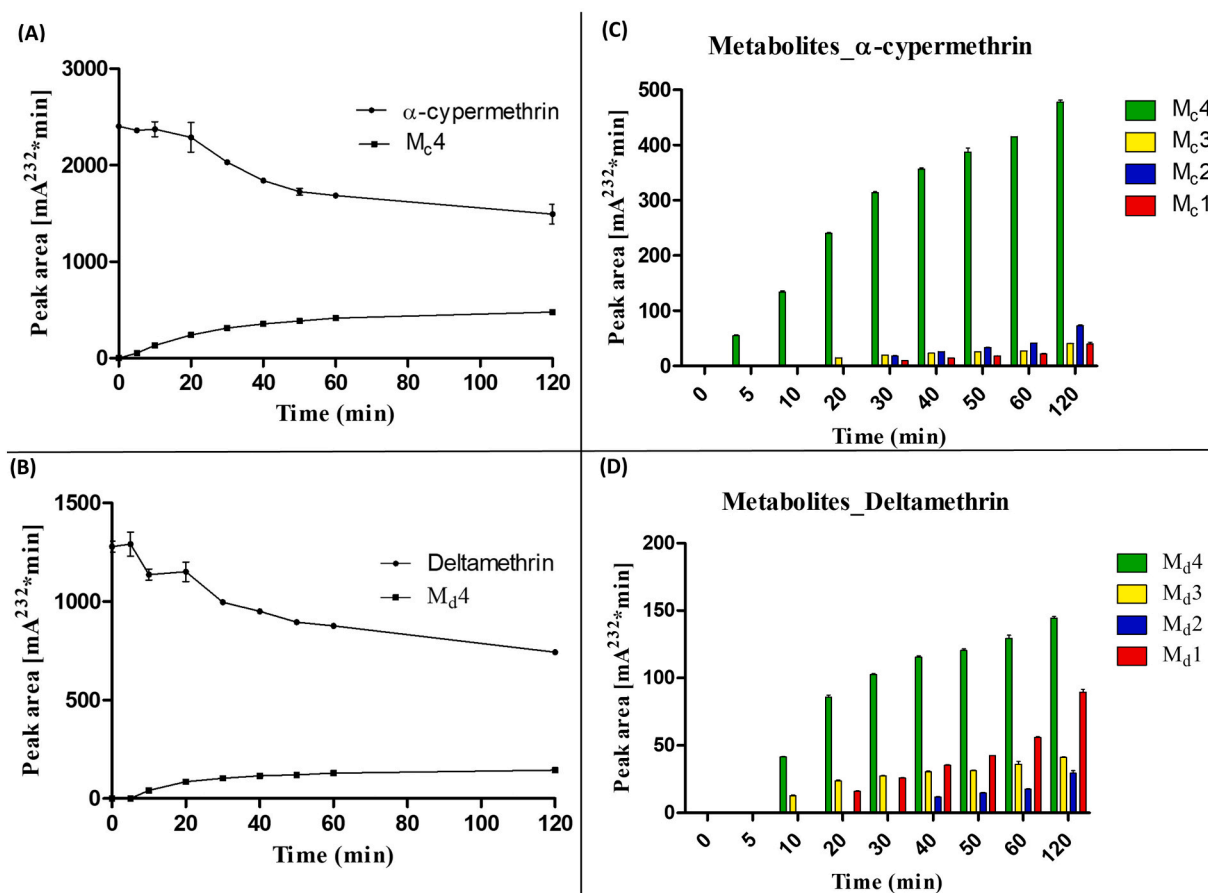 (A)
Peak area [mA²³²*min]
3000
2000
1000
0
α-cypermethrin
Mc4
0 20 40 60 80 100 120
Time (min)
(C)
Metabolites_α-cypermethrin
Peak area [mA²³²*min]
500
400
300
200
100
0
Mc4
Mc3
Mc2
Mc1
0 5 10 20 30 40 50 60 120
Time (min)
(B)
Peak area [mA²³²*min]
1500
1000
500
0
Deltamethrin
Md4
0 20 40 60 80 100 120
Time (min)
(D)
Metabolites_Deltamethrin
Peak area [mA²³²*min]
200
150
100
50
0
Md4
Md3
Md2
Md1
0 5 10 20 30 40 50 60 120
Time (min)